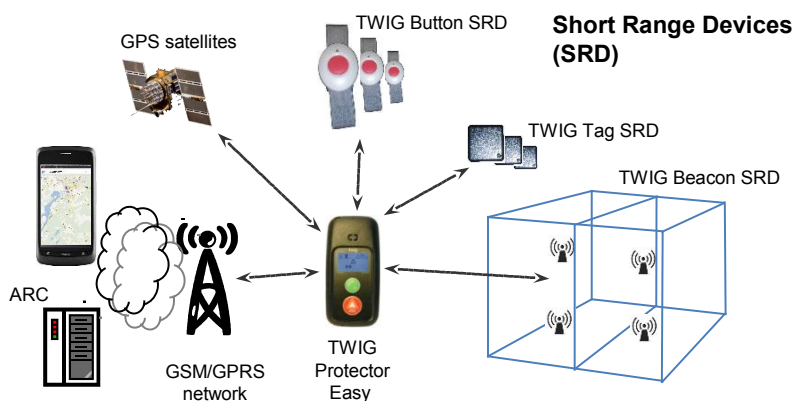 Short Range Devices
(SRD)
TWIG Button SRD
GPS satellites
TWIG Tag SRD
TWIG Beacon SRD
ARC
GSM/GPRS
network
TWIG
Protector
Easy